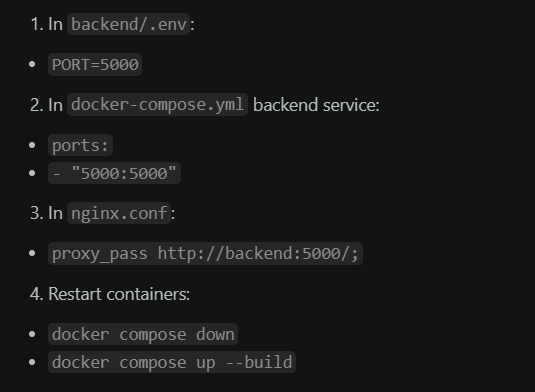 1. In backend/.env:
• PORT=5000
2. In docker-compose.yml backend service:
• ports:
• - "5000:5000"
3. In nginx.conf:
• proxy_pass http://backend:5000/;
4. Restart containers:
• docker compose down
• docker compose up --build